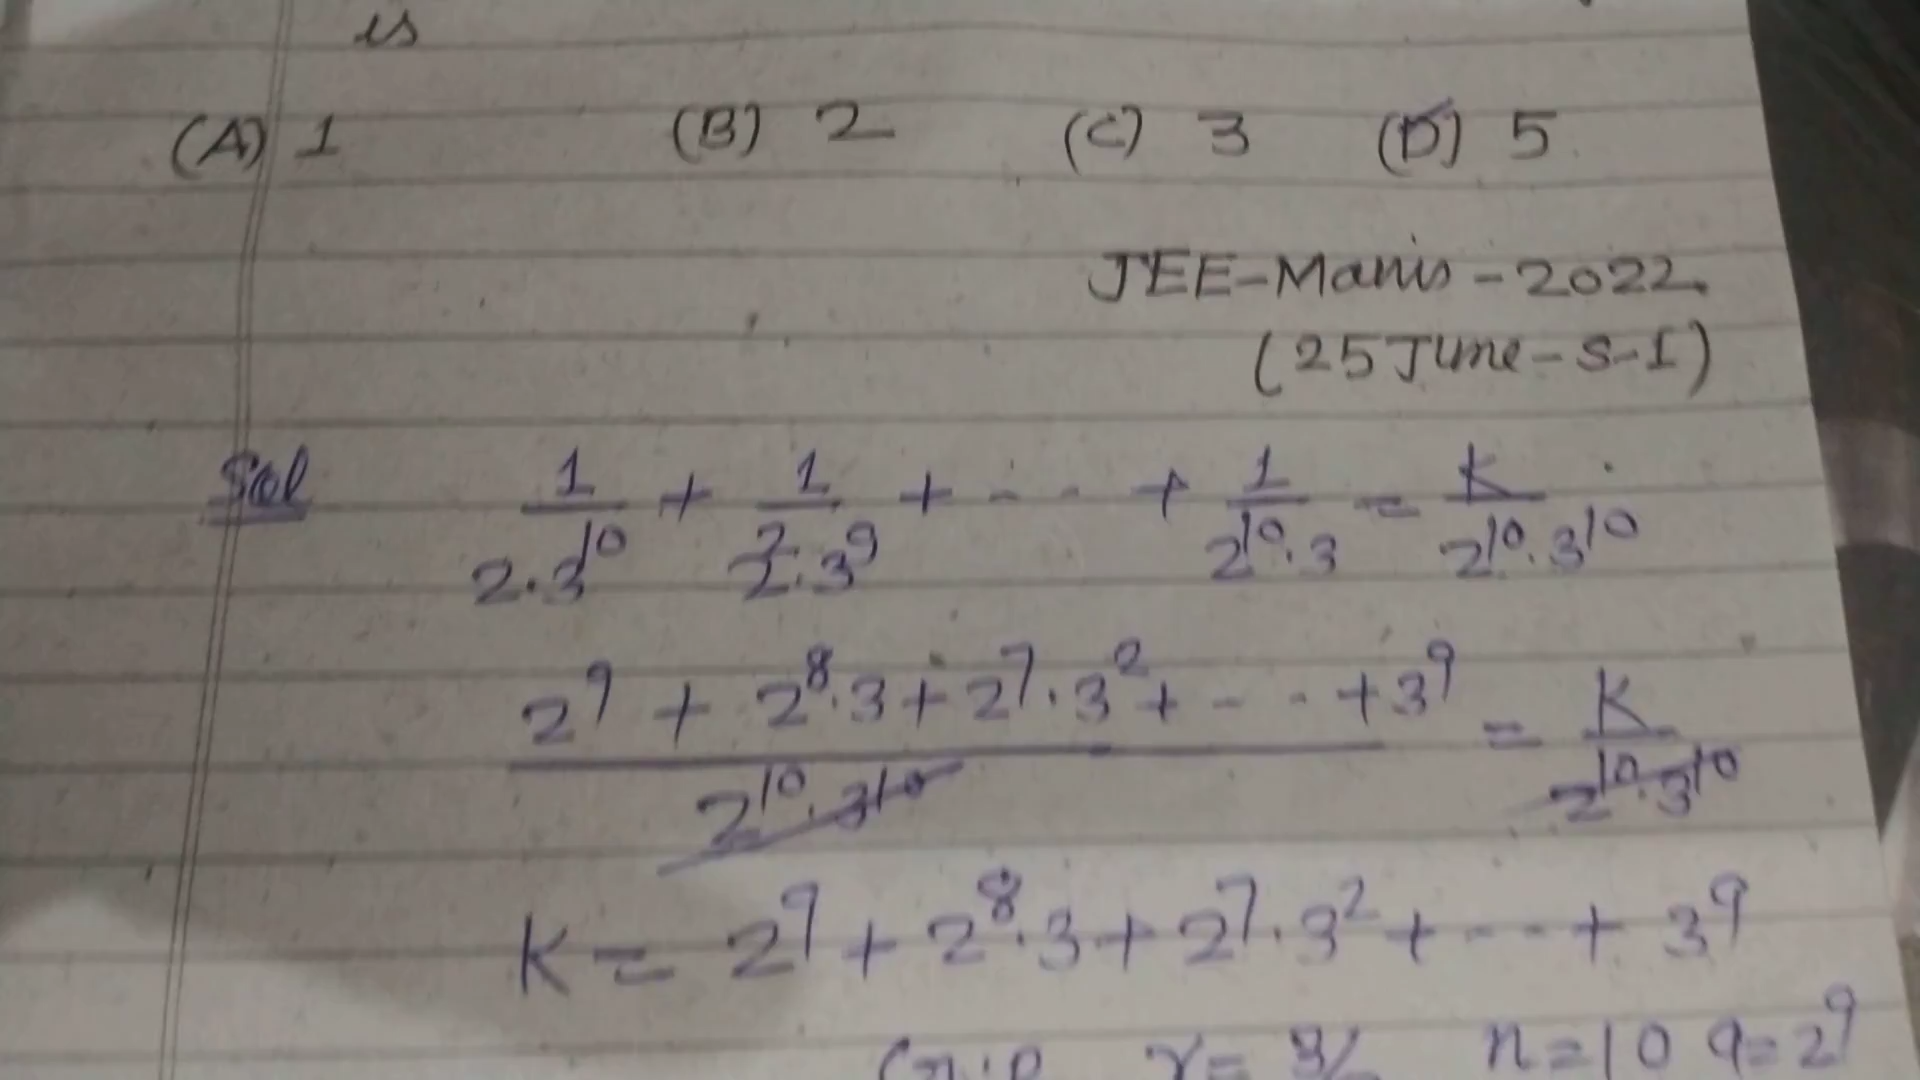 is
(A) 1 (B) 2 (C) 3 (D) 5
JEE-Manis-2022.
(25 June-S-I)
Sol 1/2.3^10 + 1/2^2.3^9 + - - - + 1/2^10.3 = K/2^10.3^10
2^9 + 2^8.3 + 2^7.3^2 + - - - + 3^9 / 2^10.3^10 = K/2^10.3^10
K = 2^9 + 2^8.3 + 2^7.3^2 + - - - + 3^9
r = 3/2 n=10 a=2^9